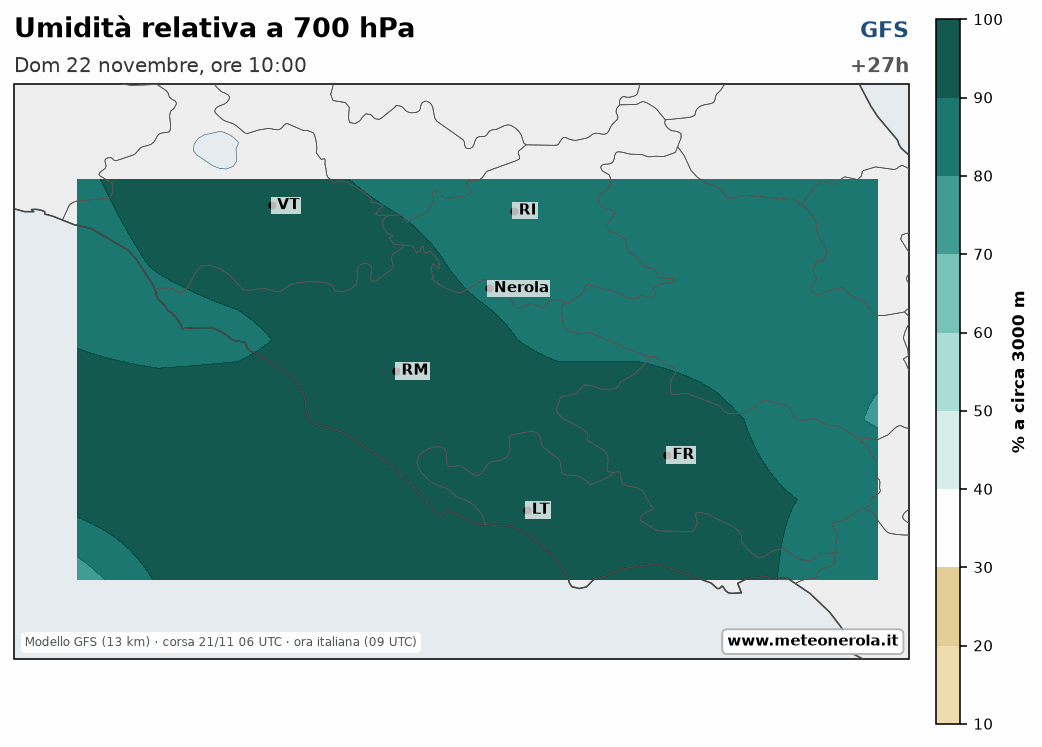 Umidità relativa a 700 hPa
GFS
Dom 22 novembre, ore 10:00
+27h
VT
RI
Nerola
RM
FR
LT
Modello GFS (13 km) · corsa 21/11 06 UTC · ora italiana (09 UTC)
www.meteonerola.it
100
90
80
70
60
50
40
30
20
10
% a circa 3000 m